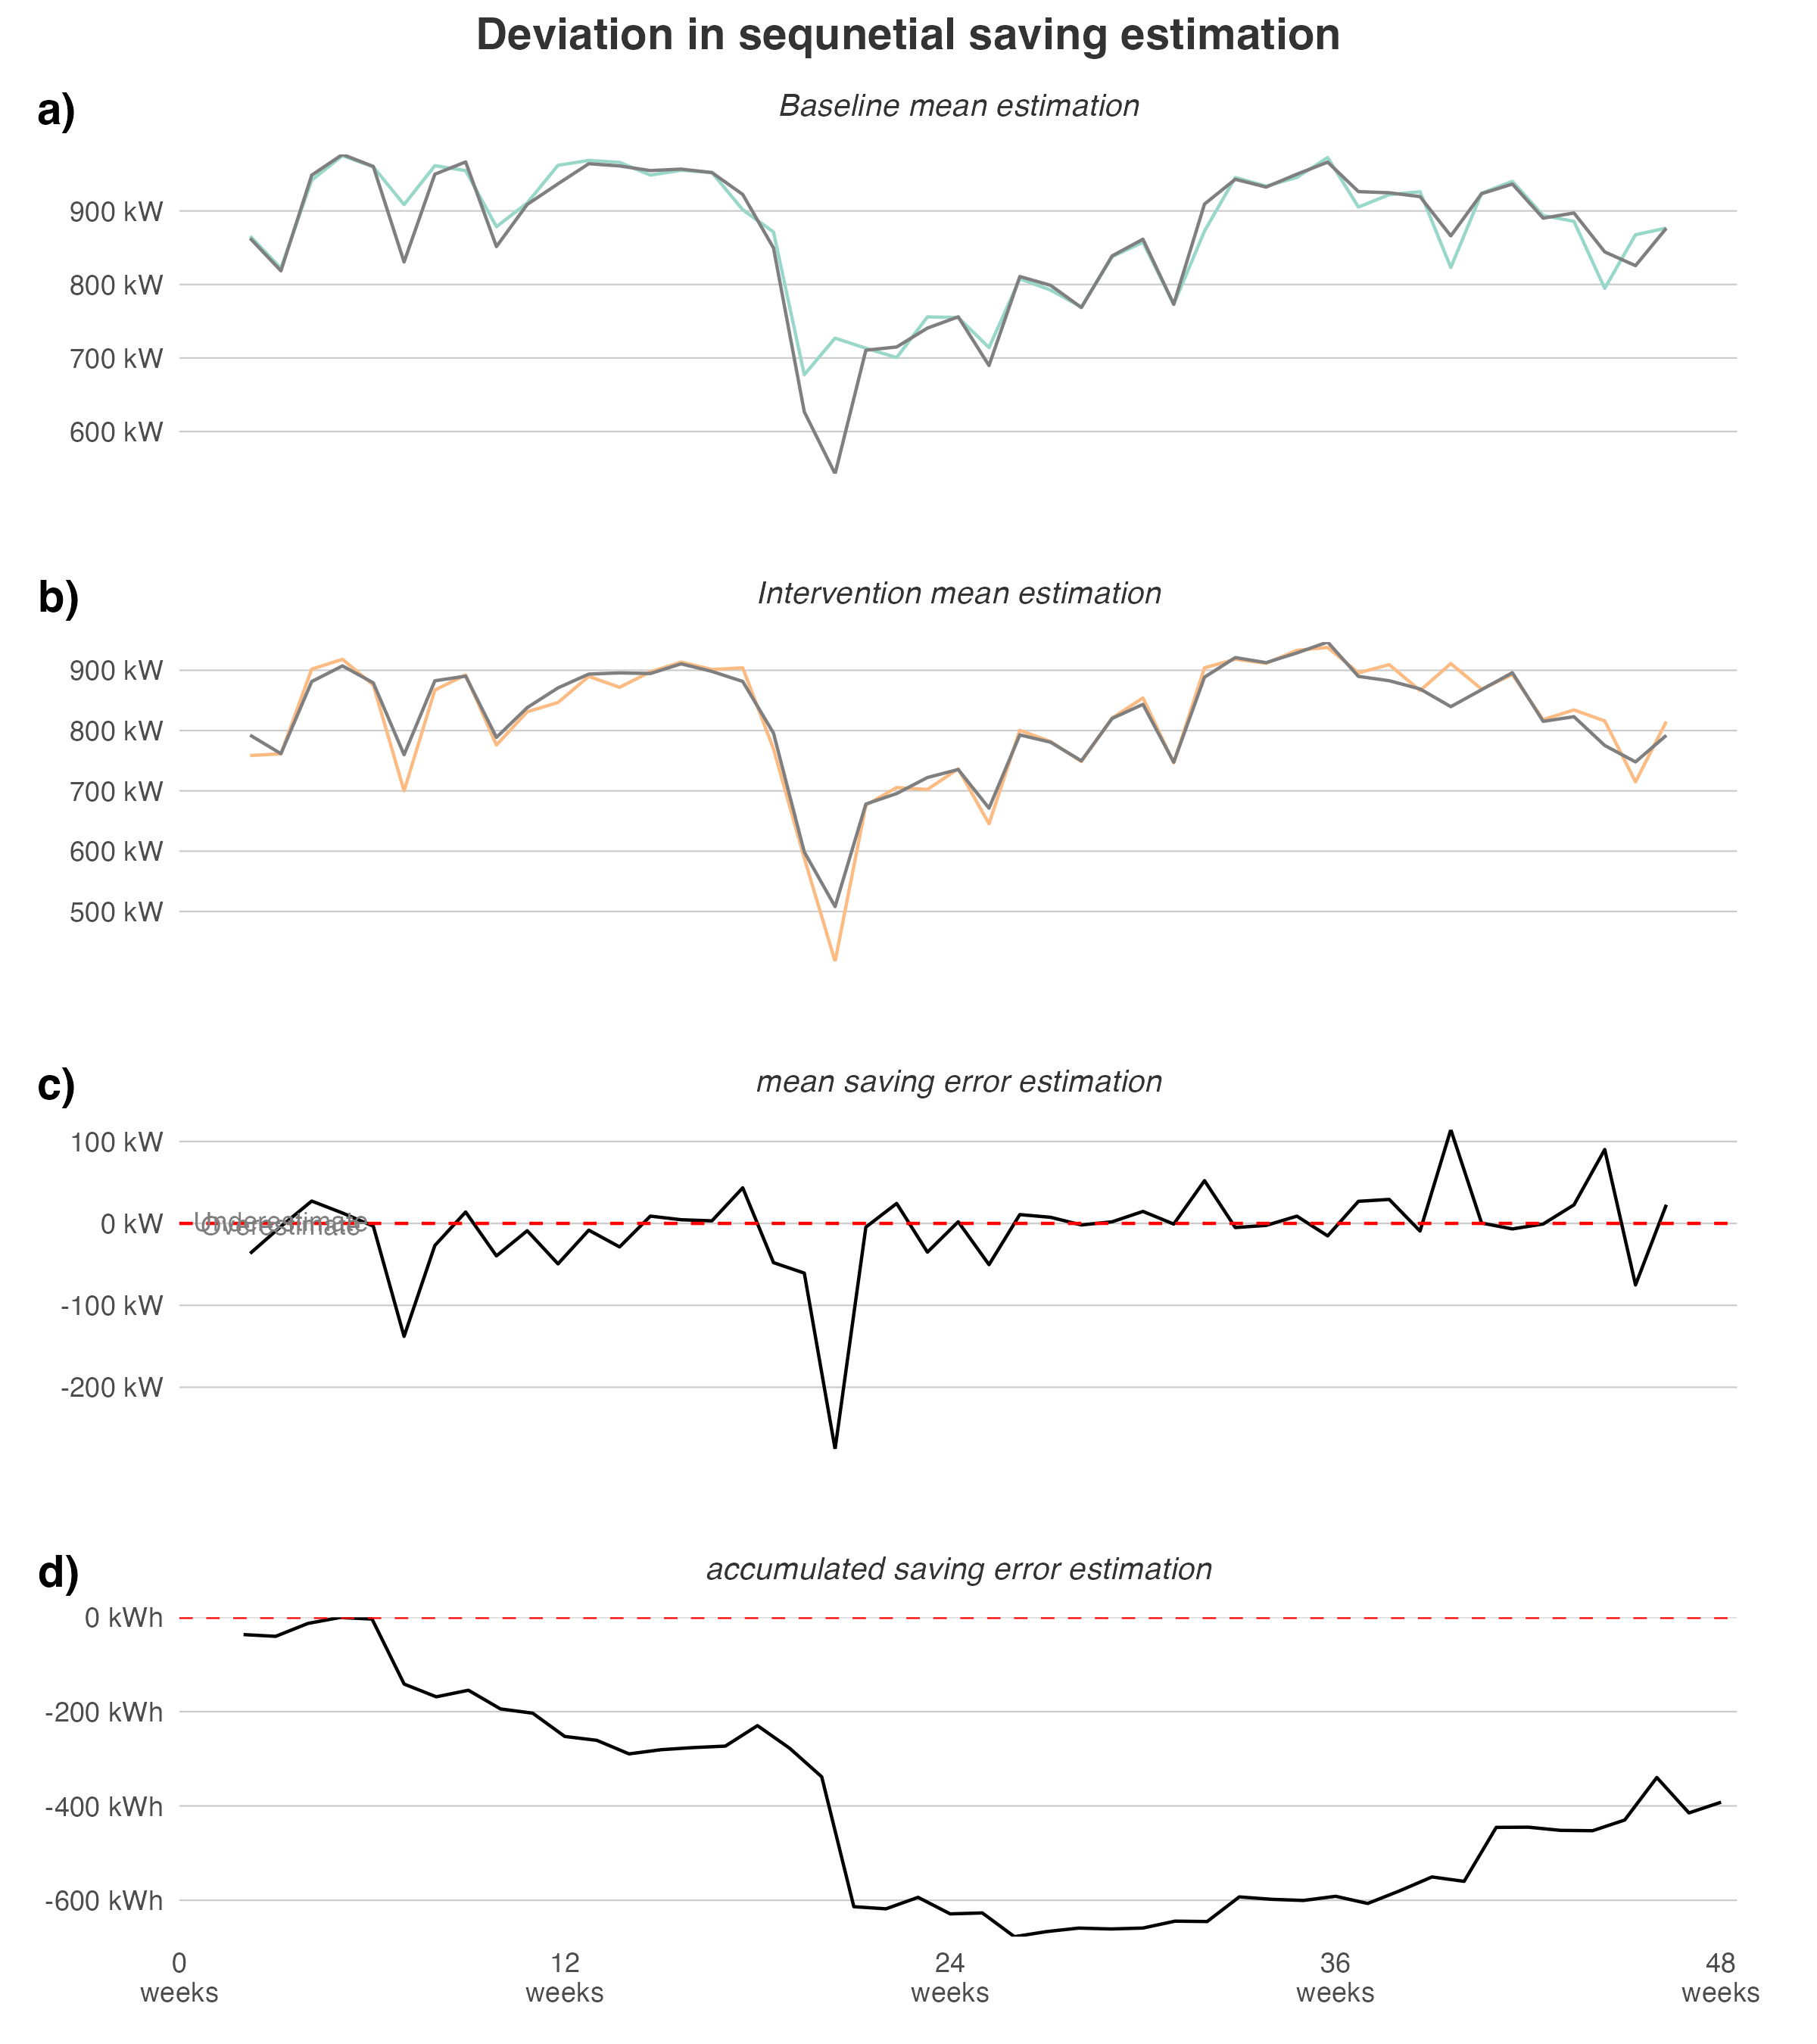 Deviation in sequnetial saving estimation
a)
Baseline mean estimation
900 kW
800 kW
700 kW
600 kW
b)
Intervention mean estimation
900 kW
800 kW
700 kW
600 kW
500 kW
c)
mean saving error estimation
100 kW
Underestimate
0 kW
Overestimate
-100 kW
-200 kW
d)
accumulated saving error estimation
0 kWh
-200 kWh
-400 kWh
-600 kWh
0 12 24 36 48
weeks weeks weeks weeks weeks